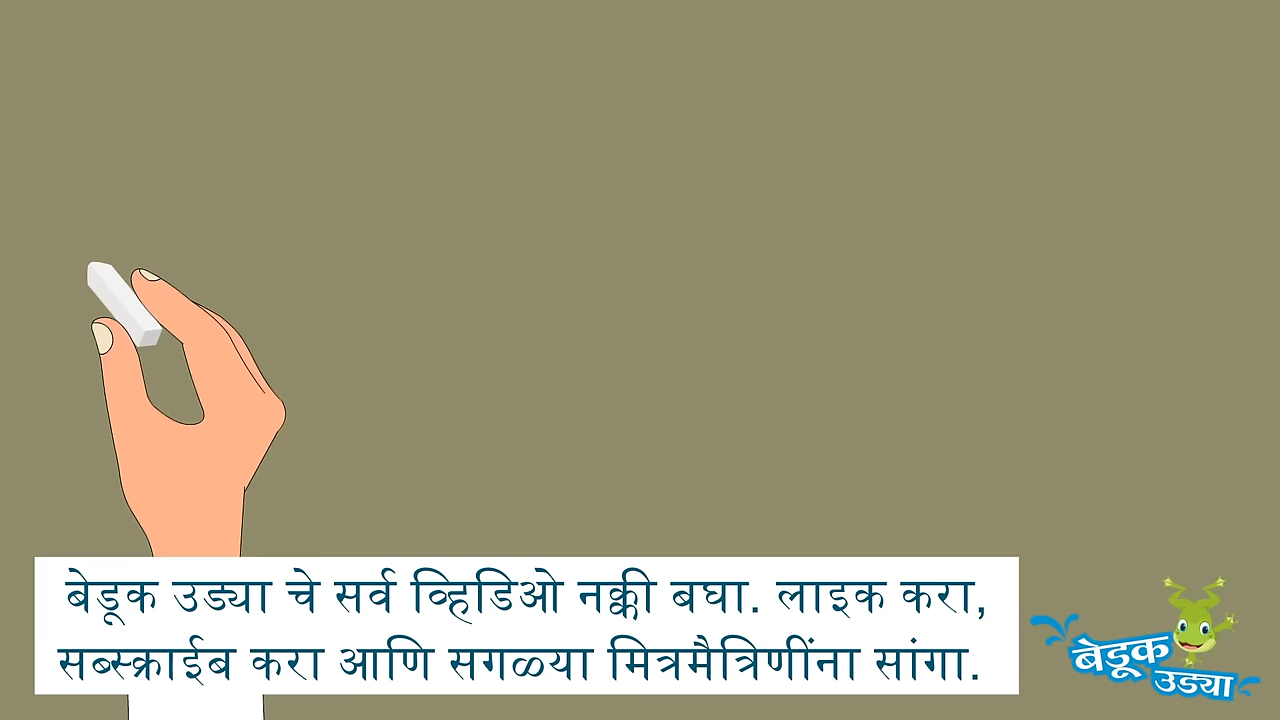 बेडूक उड्या चे सर्व व्हिडिओ नक्की बघा. लाइक करा,
सब्स्क्राईब करा आणि सगळ्या मित्रमैत्रिणींना सांगा.
बेडूक
उड्या